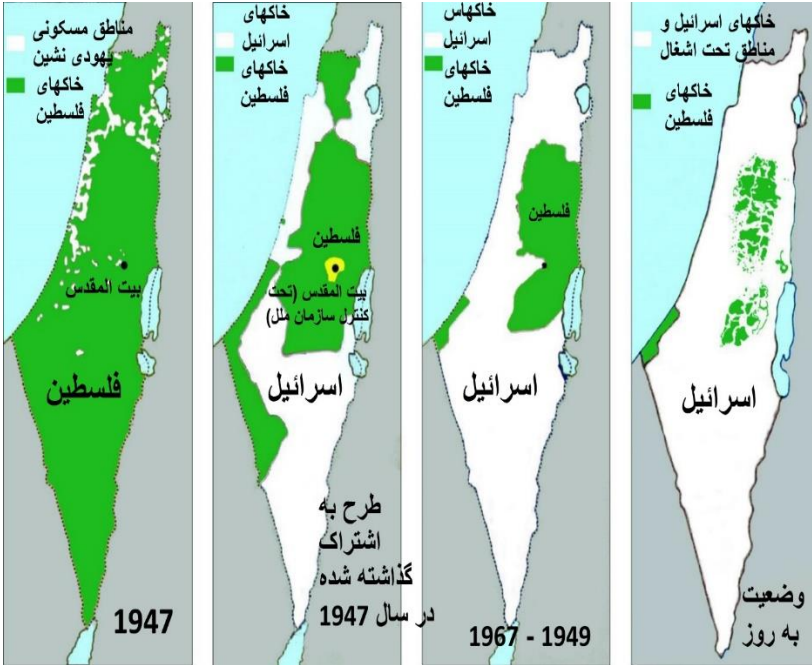 مناطق مسکونی
یهودی نشین
خاکهای
فلسطین
بیت المقدس
فلسطین
1947
خاکهای
اسرائیل
خاکهای
فلسطین
فلسطین
بیت المقدس (تحت
کنترل سازمان ملل)
اسرائیل
طرح به
اشتراک
گذاشته شده
در سال 1947
خاکهاس
اسرائیل
خاکهای
فلسطین
فلسطین
اسرائیل
1967 - 1949
خاکهای اسرائیل و
مناطق تحت اشغال
خاکهای
فلسطین
اسرائیل
وضعیت
به روز